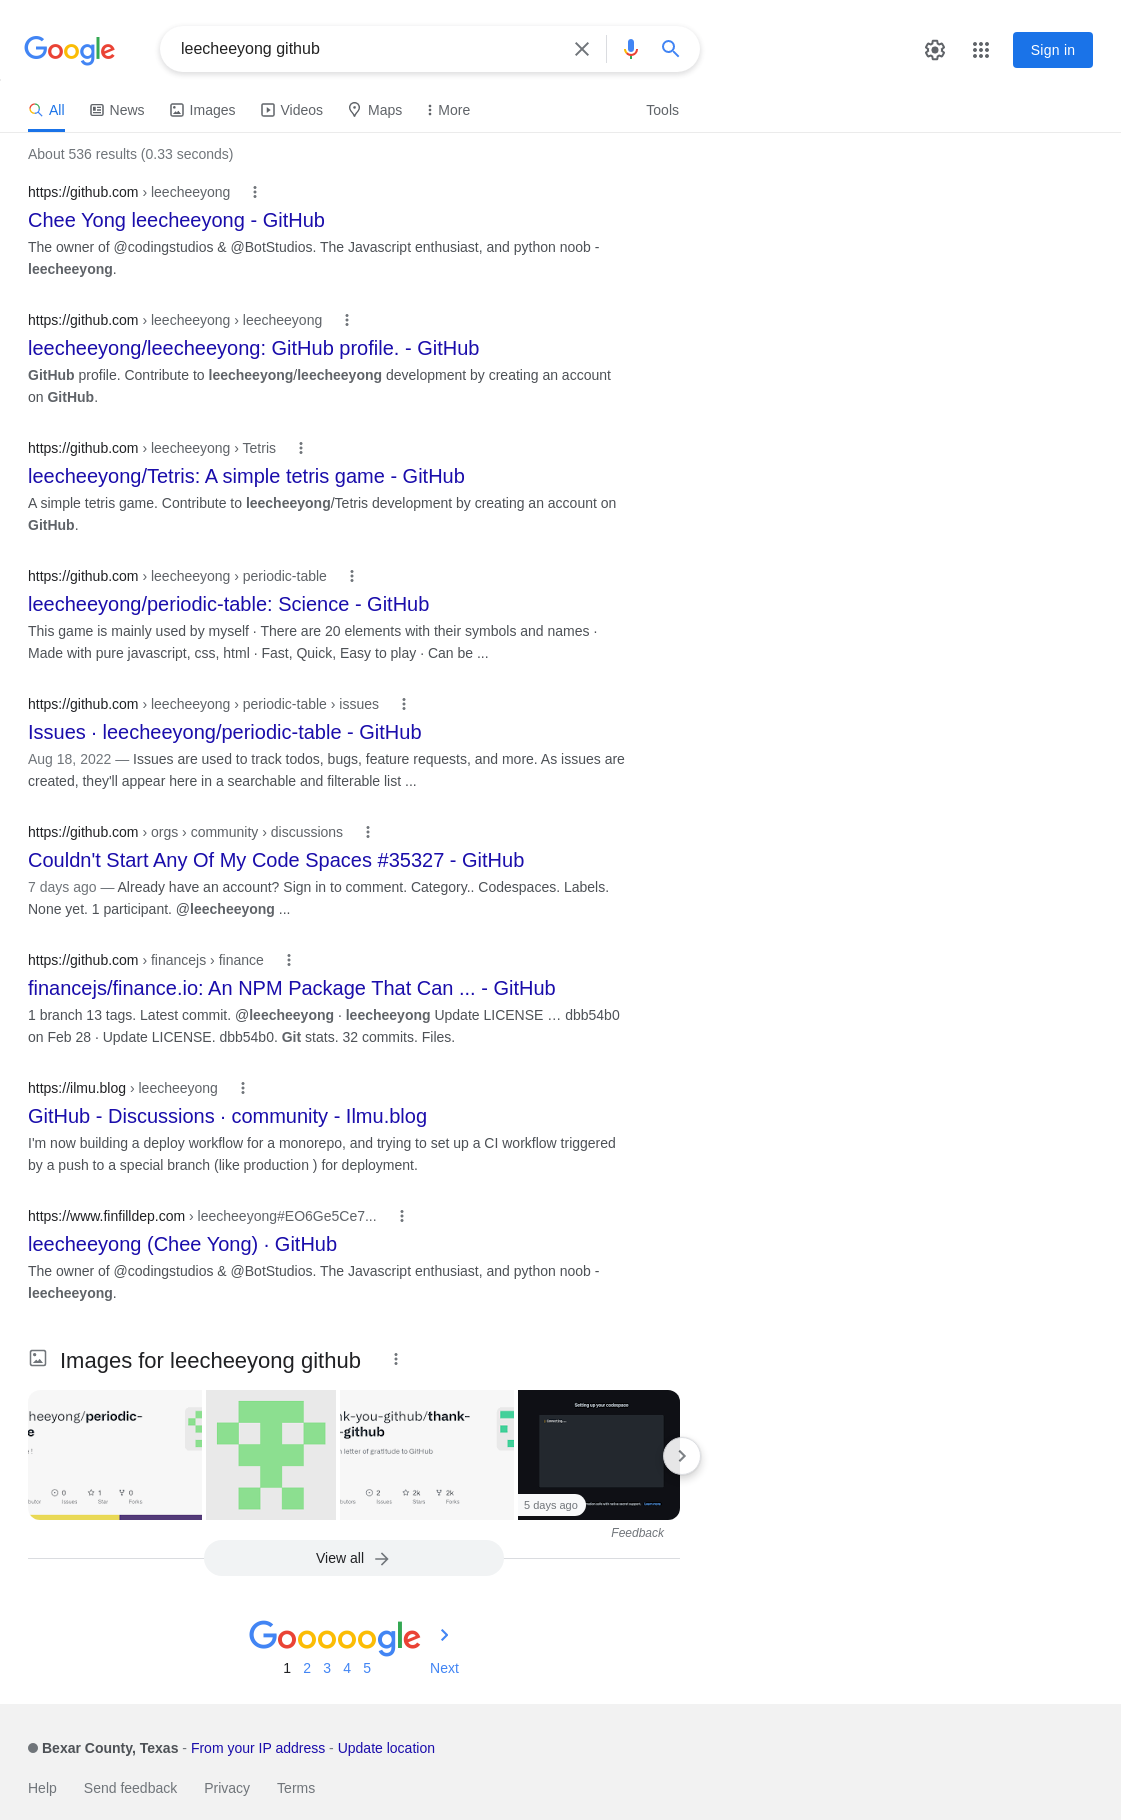 Google
leecheeyong github
Sign in
All
News
Images
Videos
Maps
More
Tools
About 536 results (0.33 seconds)
https://github.com › leecheeyong
Chee Yong leecheeyong - GitHub
The owner of @codingstudios & @BotStudios. The Javascript enthusiast, and python noob -
leecheeyong.
https://github.com › leecheeyong › leecheeyong
leecheeyong/leecheeyong: GitHub profile. - GitHub
GitHub profile. Contribute to leecheeyong/leecheeyong development by creating an account
on GitHub.
https://github.com › leecheeyong › Tetris
leecheeyong/Tetris: A simple tetris game - GitHub
A simple tetris game. Contribute to leecheeyong/Tetris development by creating an account on
GitHub.
https://github.com › leecheeyong › periodic-table
leecheeyong/periodic-table: Science - GitHub
This game is mainly used by myself · There are 20 elements with their symbols and names ·
Made with pure javascript, css, html · Fast, Quick, Easy to play · Can be ...
https://github.com › leecheeyong › periodic-table › issues
Issues · leecheeyong/periodic-table - GitHub
Aug 18, 2022 — Issues are used to track todos, bugs, feature requests, and more. As issues are
created, they'll appear here in a searchable and filterable list ...
https://github.com › orgs › community › discussions
Couldn't Start Any Of My Code Spaces #35327 - GitHub
7 days ago — Already have an account? Sign in to comment. Category.. Codespaces. Labels.
None yet. 1 participant. @leecheeyong ...
https://github.com › financejs › finance
financejs/finance.io: An NPM Package That Can ... - GitHub
1 branch 13 tags. Latest commit. @leecheeyong · leecheeyong Update LICENSE … dbb54b0
on Feb 28 · Update LICENSE. dbb54b0. Git stats. 32 commits. Files.
https://ilmu.blog › leecheeyong
GitHub - Discussions · community - Ilmu.blog
I'm now building a deploy workflow for a monorepo, and trying to set up a CI workflow triggered
by a push to a special branch (like production ) for deployment.
https://www.finfilldep.com › leecheeyong#EO6Ge5Ce7...
leecheeyong (Chee Yong) · GitHub
The owner of @codingstudios & @BotStudios. The Javascript enthusiast, and python noob -
leecheeyong.
Images for leecheeyong github
heeyong/periodic-
e
e !
0 1 0
butor Issues Star Forks
nk-you-github/thank-
-github
letter of gratitude to GitHub
2 2k 2k
butors Issues Stars Forks
Setting up your codespace
5 days ago
Learn more
Feedback
View all
Gooooogle
1 2 3 4 5 Next
Bexar County, Texas - From your IP address - Update location
Help Send feedback Privacy Terms